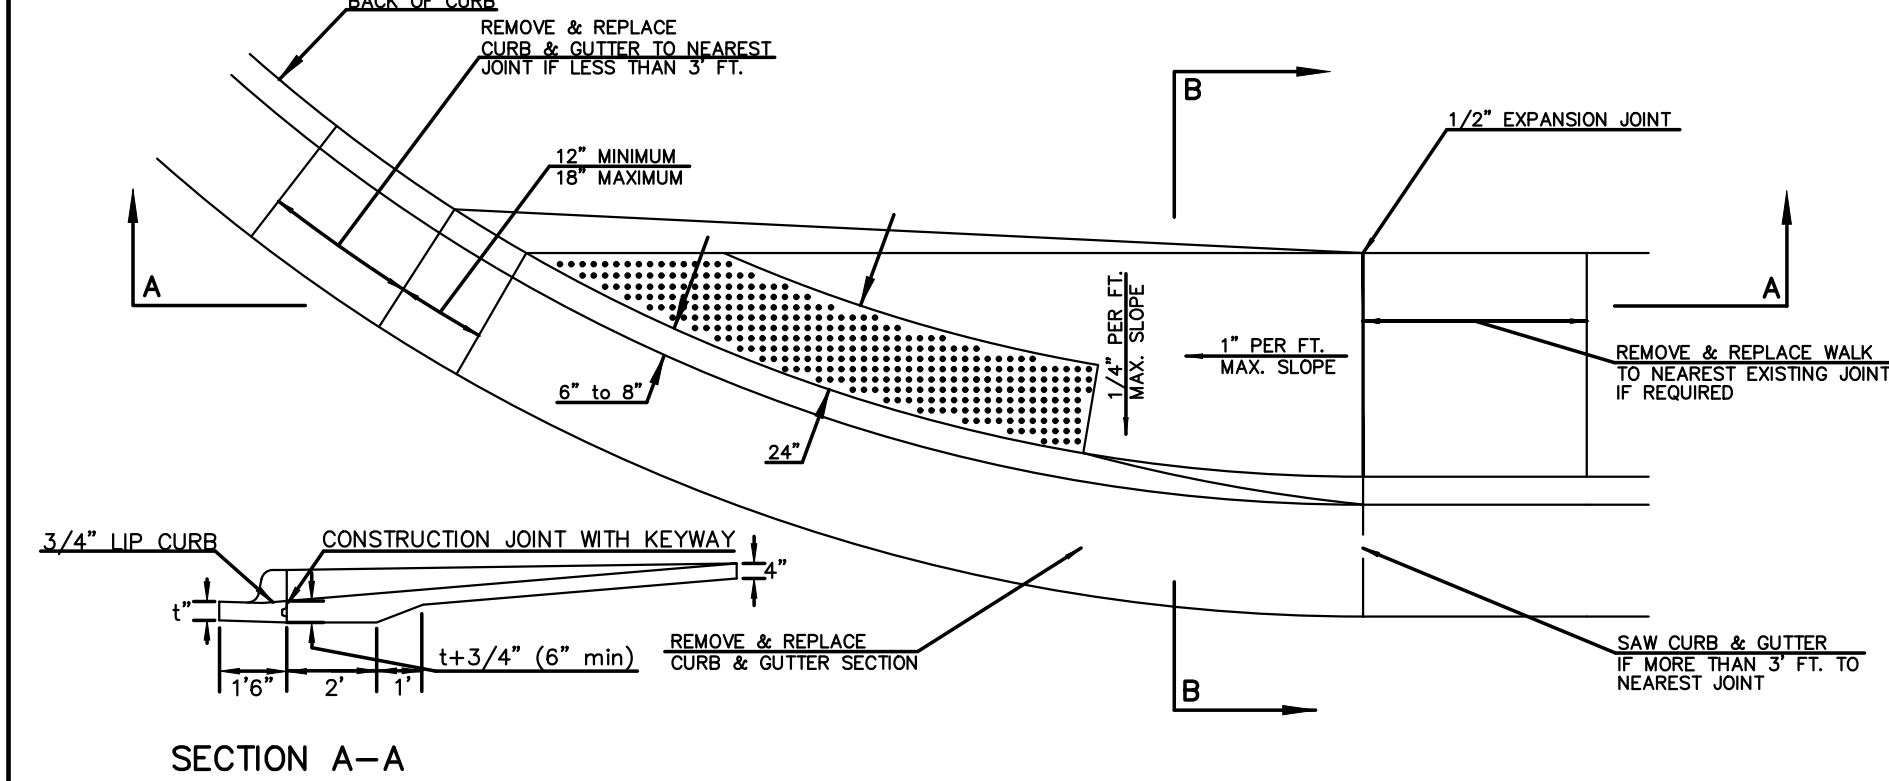 BACK OF CURB
REMOVE & REPLACE
CURB & GUTTER TO NEAREST
JOINT IF LESS THAN 3' FT.
B
1/2" EXPANSION JOINT
12" MINIMUM
18" MAXIMUM
A
A
1/4" PER FT.
MAX. SLOPE
1" PER FT.
MAX. SLOPE
REMOVE & REPLACE WALK
TO NEAREST EXISTING JOINT
IF REQUIRED
6" to 8"
24"
3/4" LIP CURB
CONSTRUCTION JOINT WITH KEYWAY
4"
t"
t+3/4" (6" min)
1'6"
2'
1'
REMOVE & REPLACE
CURB & GUTTER SECTION
SAW CURB & GUTTER
IF MORE THAN 3' FT. TO
NEAREST JOINT
B
SECTION A-A